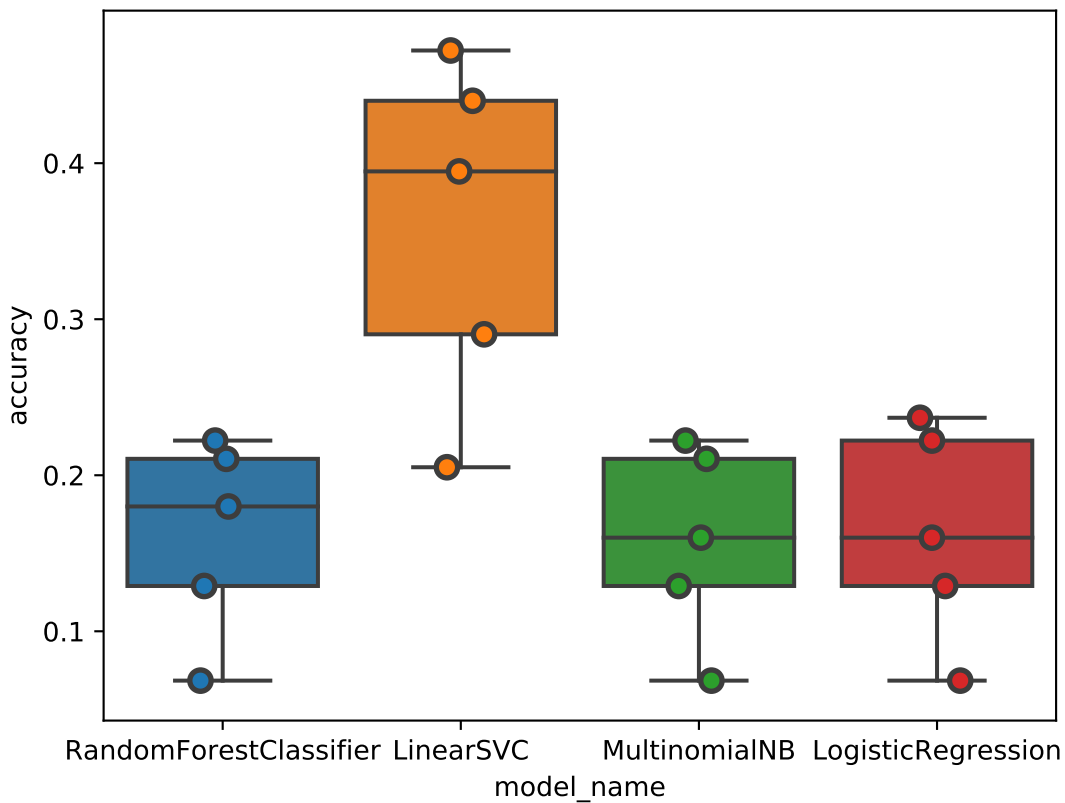 accuracy
0.4
0.3
0.2
0.1
RandomForestClassifier LinearSVC MultinomialNB LogisticRegression
model_name